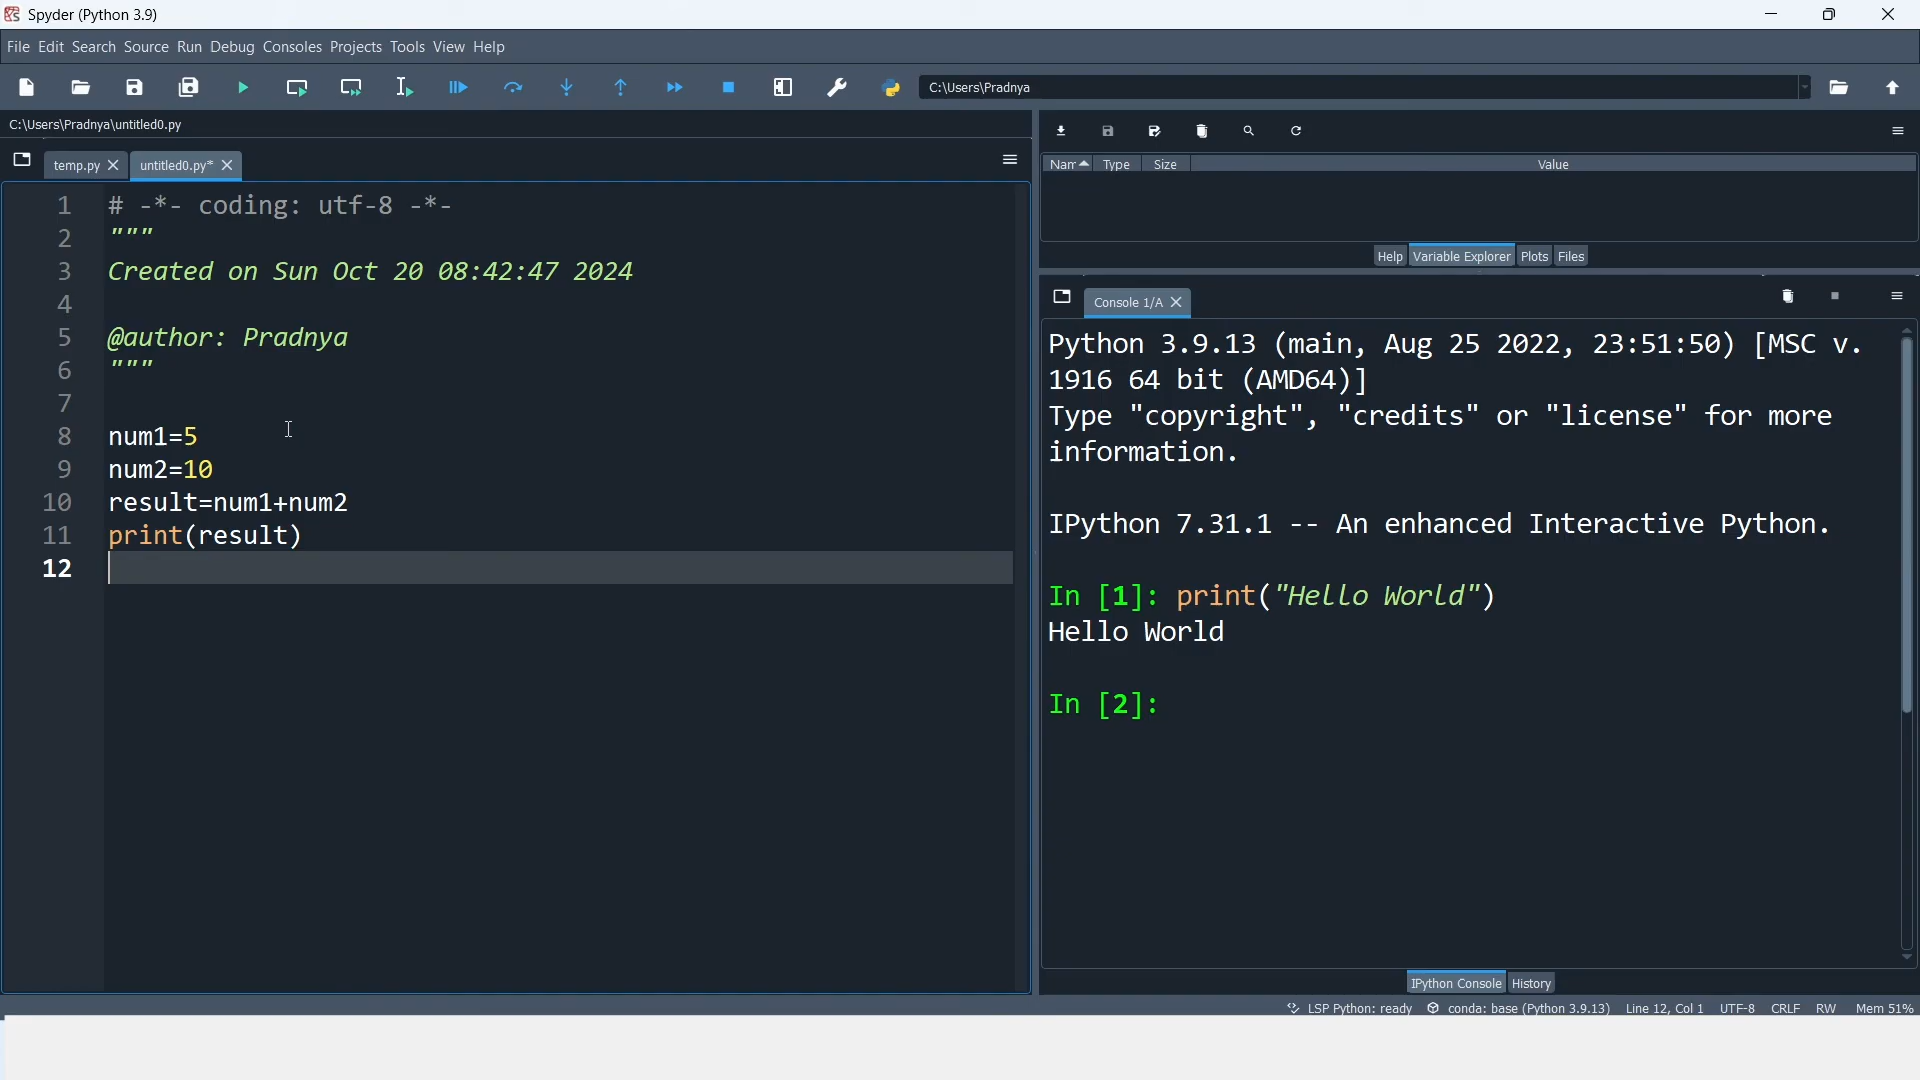 Spyder (Python 3.9)
File Edit Search Source Run Debug Consoles Projects Tools View Help
C:\Users\Pradnya
C:\Users\Pradnya\untitled0.py
temp.py
untitled0.py*
1 # -*- coding: utf-8 -*-
2 """
3 Created on Sun Oct 20 08:42:47 2024
4
5 @author: Pradnya
6 """
7
8 num1=5
9 num2=10
10 result=num1+num2
11 print(result)
12
Nam Type Size Value
Help Variable Explorer Plots Files
Console 1/A
Python 3.9.13 (main, Aug 25 2022, 23:51:50) [MSC v.
1916 64 bit (AMD64)]
Type "copyright", "credits" or "license" for more
information.
IPython 7.31.1 -- An enhanced Interactive Python.
In [1]: print("Hello World")
Hello World
In [2]:
IPython Console History
LSP Python: ready conda: base (Python 3.9.13) Line 12, Col 1 UTF-8 CRLF RW Mem 51%